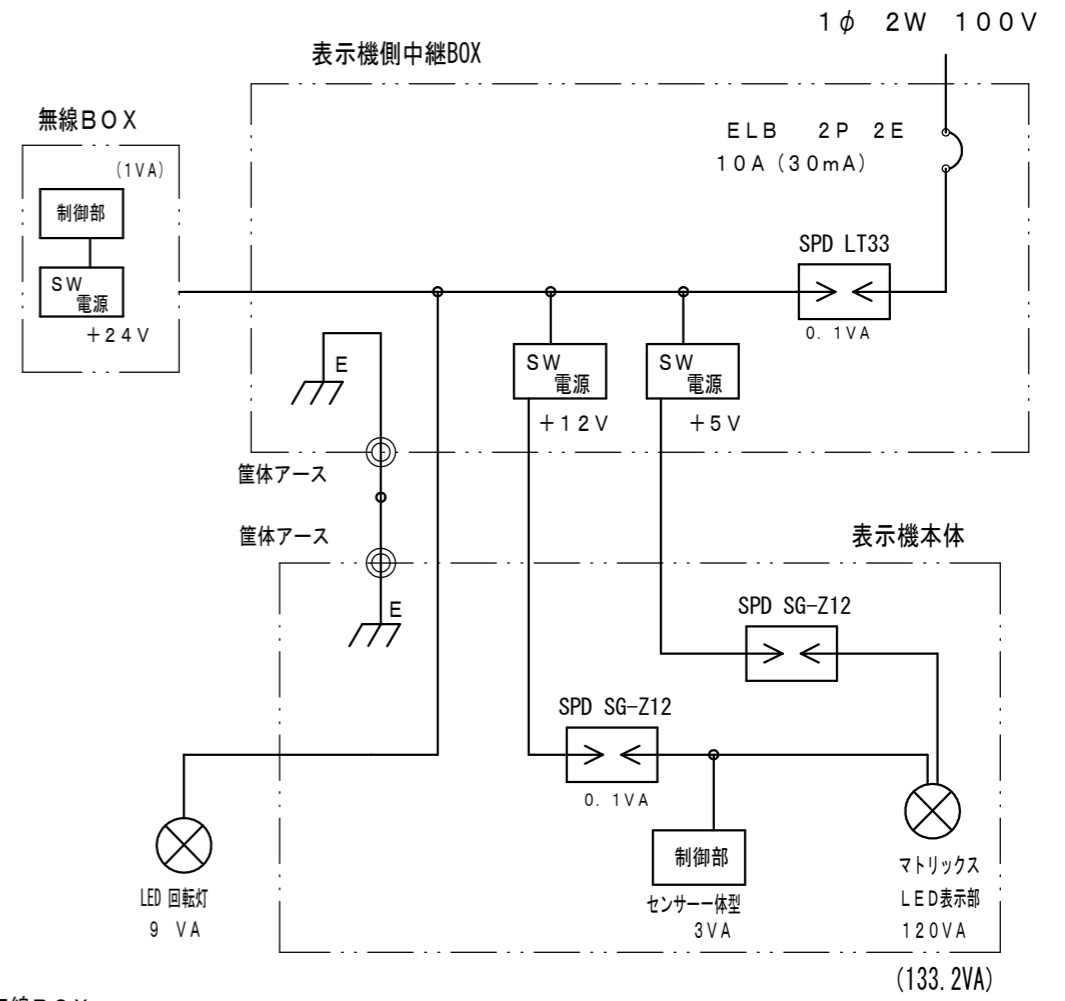 1φ 2W 100V
表示機側中継BOX
無線BOX
ELB 2P 2E
10A(30mA)
(1VA)
制御部
SPD LT33
SW
電源
+24V
0.1VA
E
SW
電源
SW
電源
+12V
+5V
筐体アース
筐体アース
表示機本体
E
SPD SG-Z12
SPD SG-Z12
0.1VA
制御部
マトリックス
LED 回転灯
センサー一体型
LED表示部
9 VA
3VA
120VA
(133.2VA)